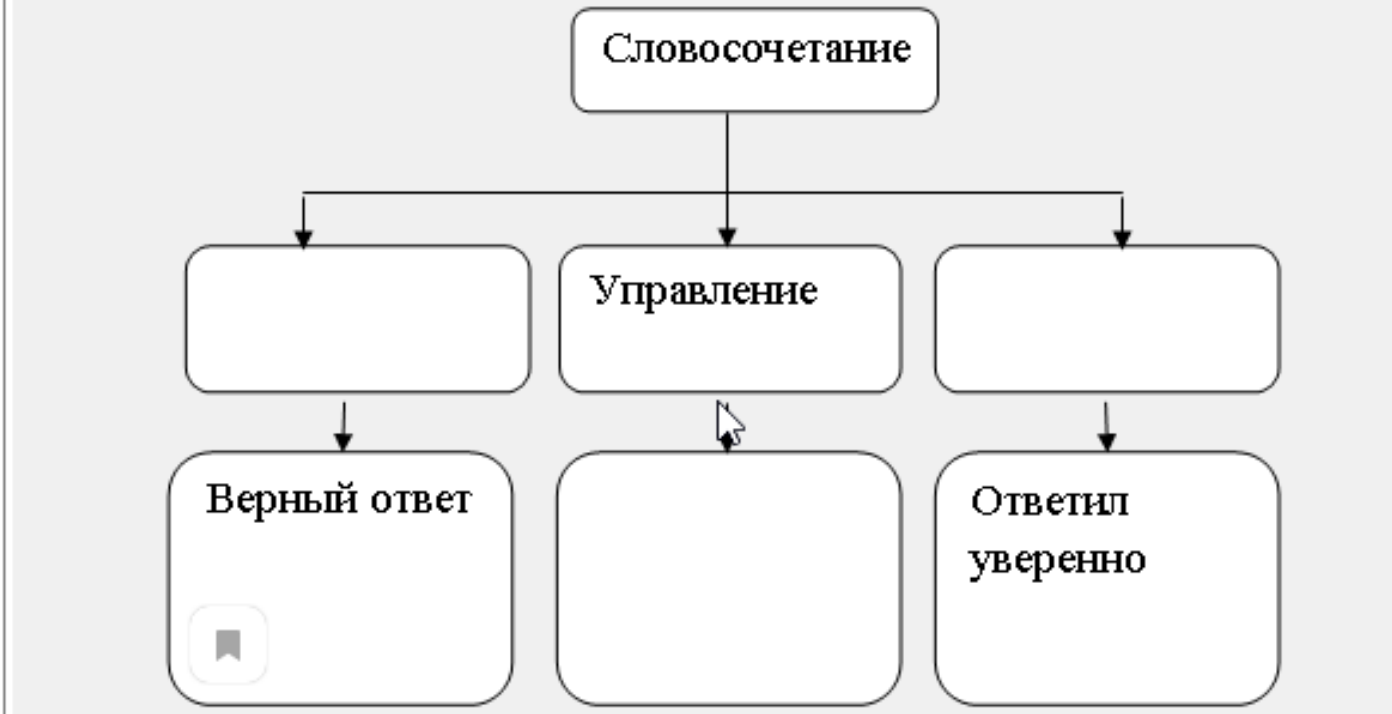 Словосочетание
Управление
Верный ответ
Ответил
уверенно